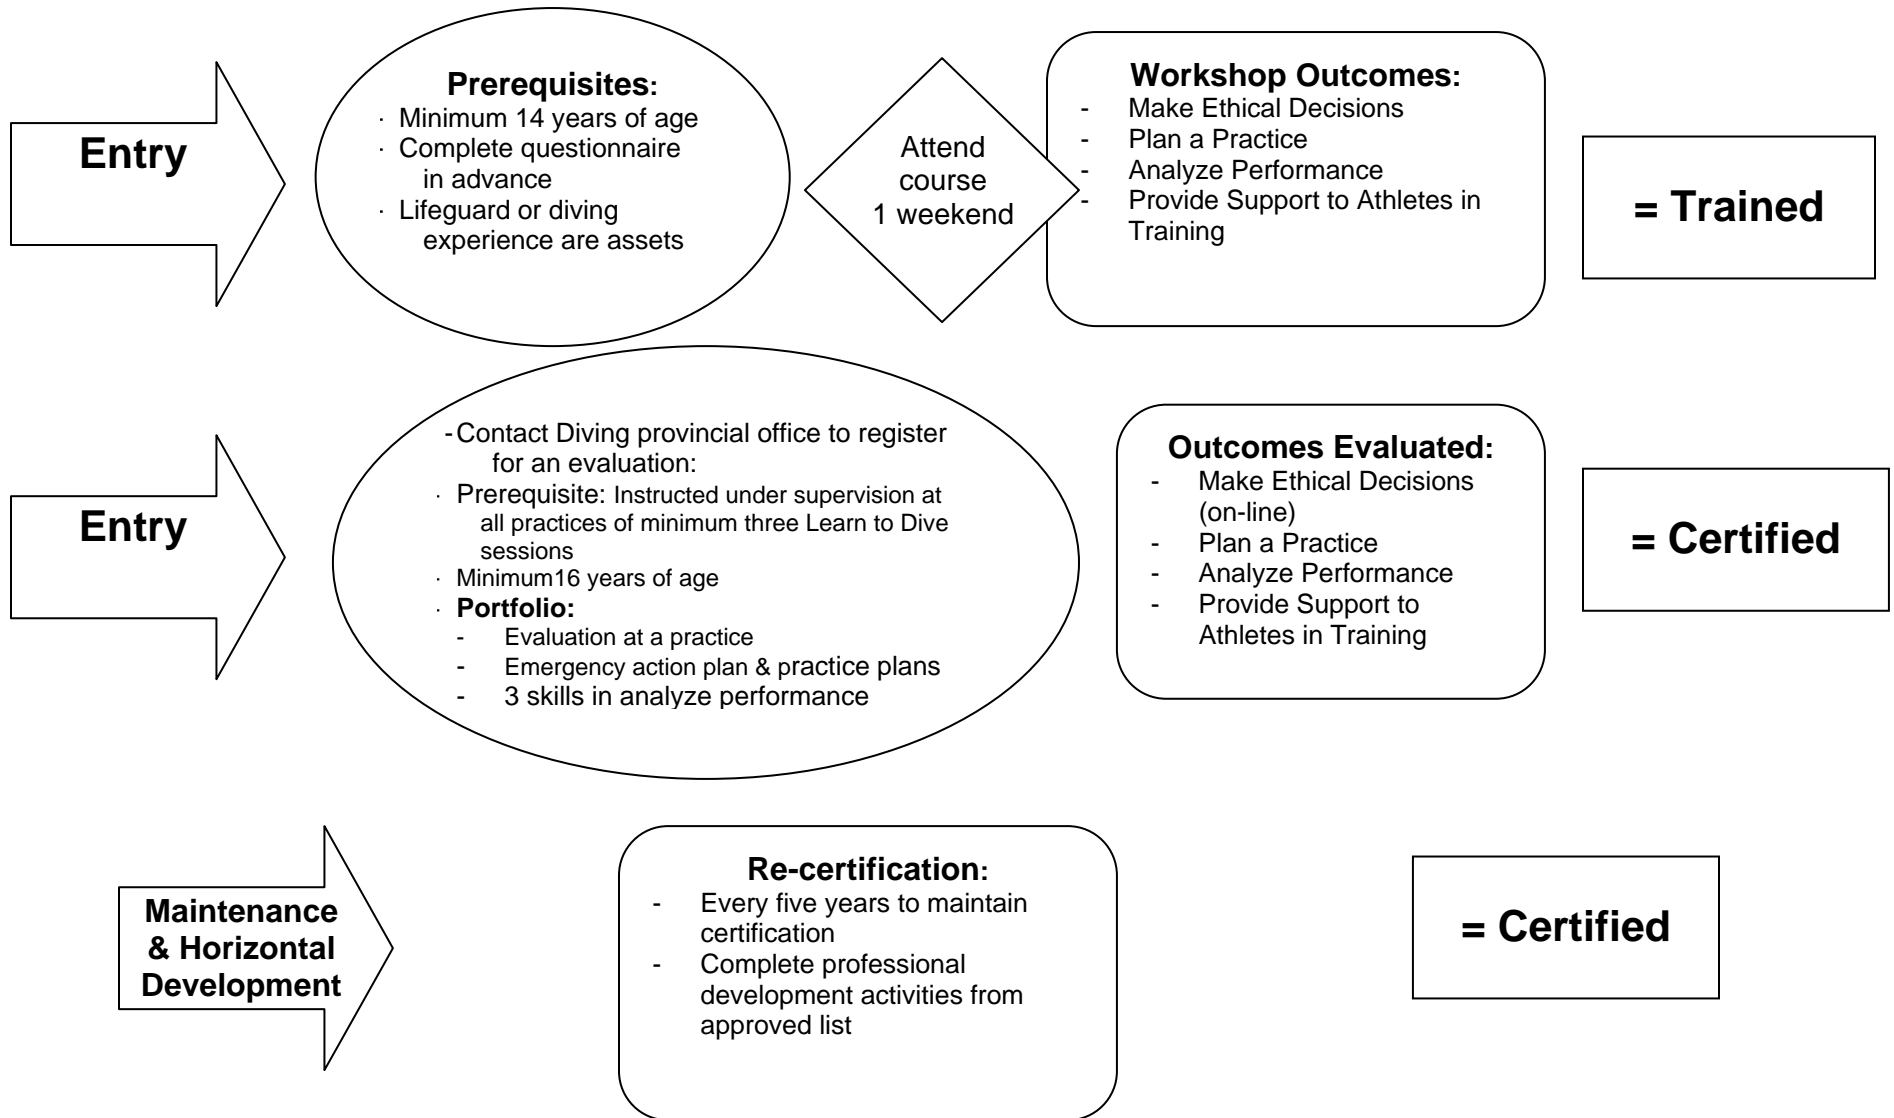 Entry
Prerequisites:
· Minimum 14 years of age
· Complete questionnaire
in advance
· Lifeguard or diving
experience are assets
Attend
course
1 weekend
Workshop Outcomes:
- Make Ethical Decisions
- Plan a Practice
- Analyze Performance
- Provide Support to Athletes in
Training
= Trained
Entry
-Contact Diving provincial office to register
for an evaluation:
· Prerequisite: Instructed under supervision at
all practices of minimum three Learn to Dive
sessions
· Minimum16 years of age
· Portfolio:
- Evaluation at a practice
- Emergency action plan & practice plans
- 3 skills in analyze performance
Outcomes Evaluated:
- Make Ethical Decisions
(on-line)
- Plan a Practice
- Analyze Performance
- Provide Support to
Athletes in Training
= Certified
Maintenance
& Horizontal
Development
Re-certification:
- Every five years to maintain
certification
- Complete professional
development activities from
approved list
= Certified